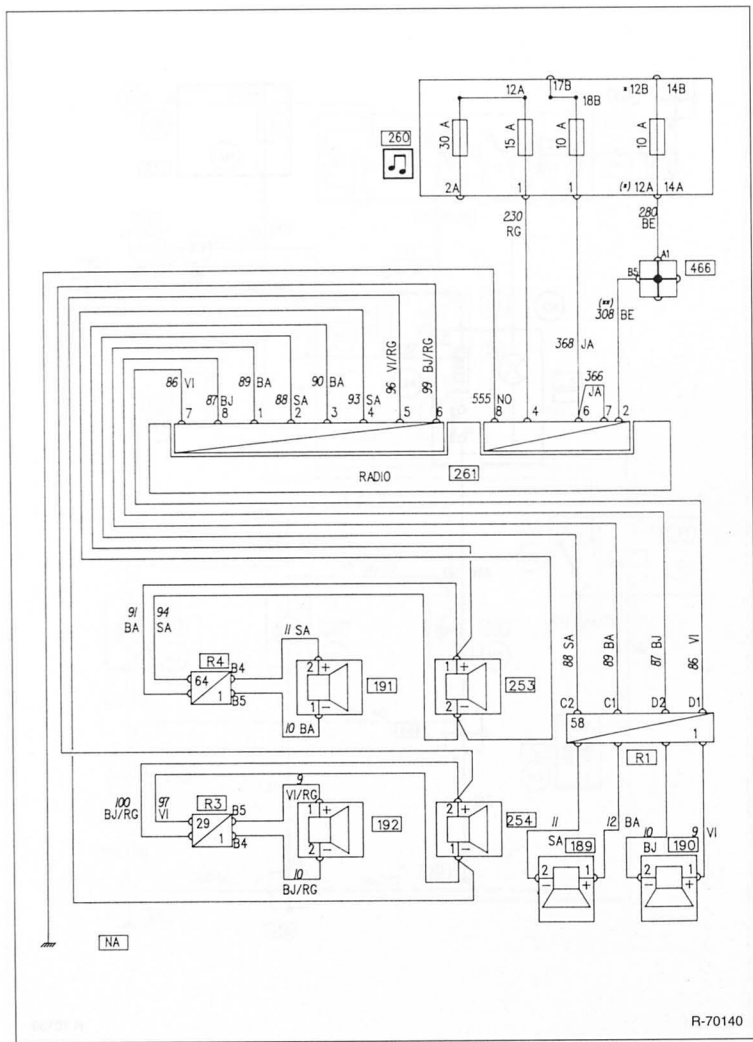 17B
12A
* 12B 14B
18B
260
30 A
15 A
10 A
10 A
2A
1
1
(*) 12A 14A
230
RG
280
BE
A1
B5
466
(**)
308 BE
368 JA
366
JA
86 VI
87 BJ
89 BA
88 SA
90 BA
93 SA
96 VI/RG
99 BJ/RG
555 NO
7
8
1
2
3
4
5
6
8
4
6
7
2
RADIO
261
91
BA
94
SA
11 SA
R4
B4
64
1
B5
2
+
1
-
191
10 BA
1
+
2
-
253
88 SA
89 BA
87 BJ
86 VI
C2
C1
D2
D1
58
1
R1
100
BJ/RG
97
VI
9
VI/RG
R3
B5
29
1
B4
1
+
2
-
192
10
BJ/RG
2
+
1
-
254
11
SA
12 BA
10
BJ
9 VI
189
190
2
-
1
+
2
-
1
+
NA
R-70140